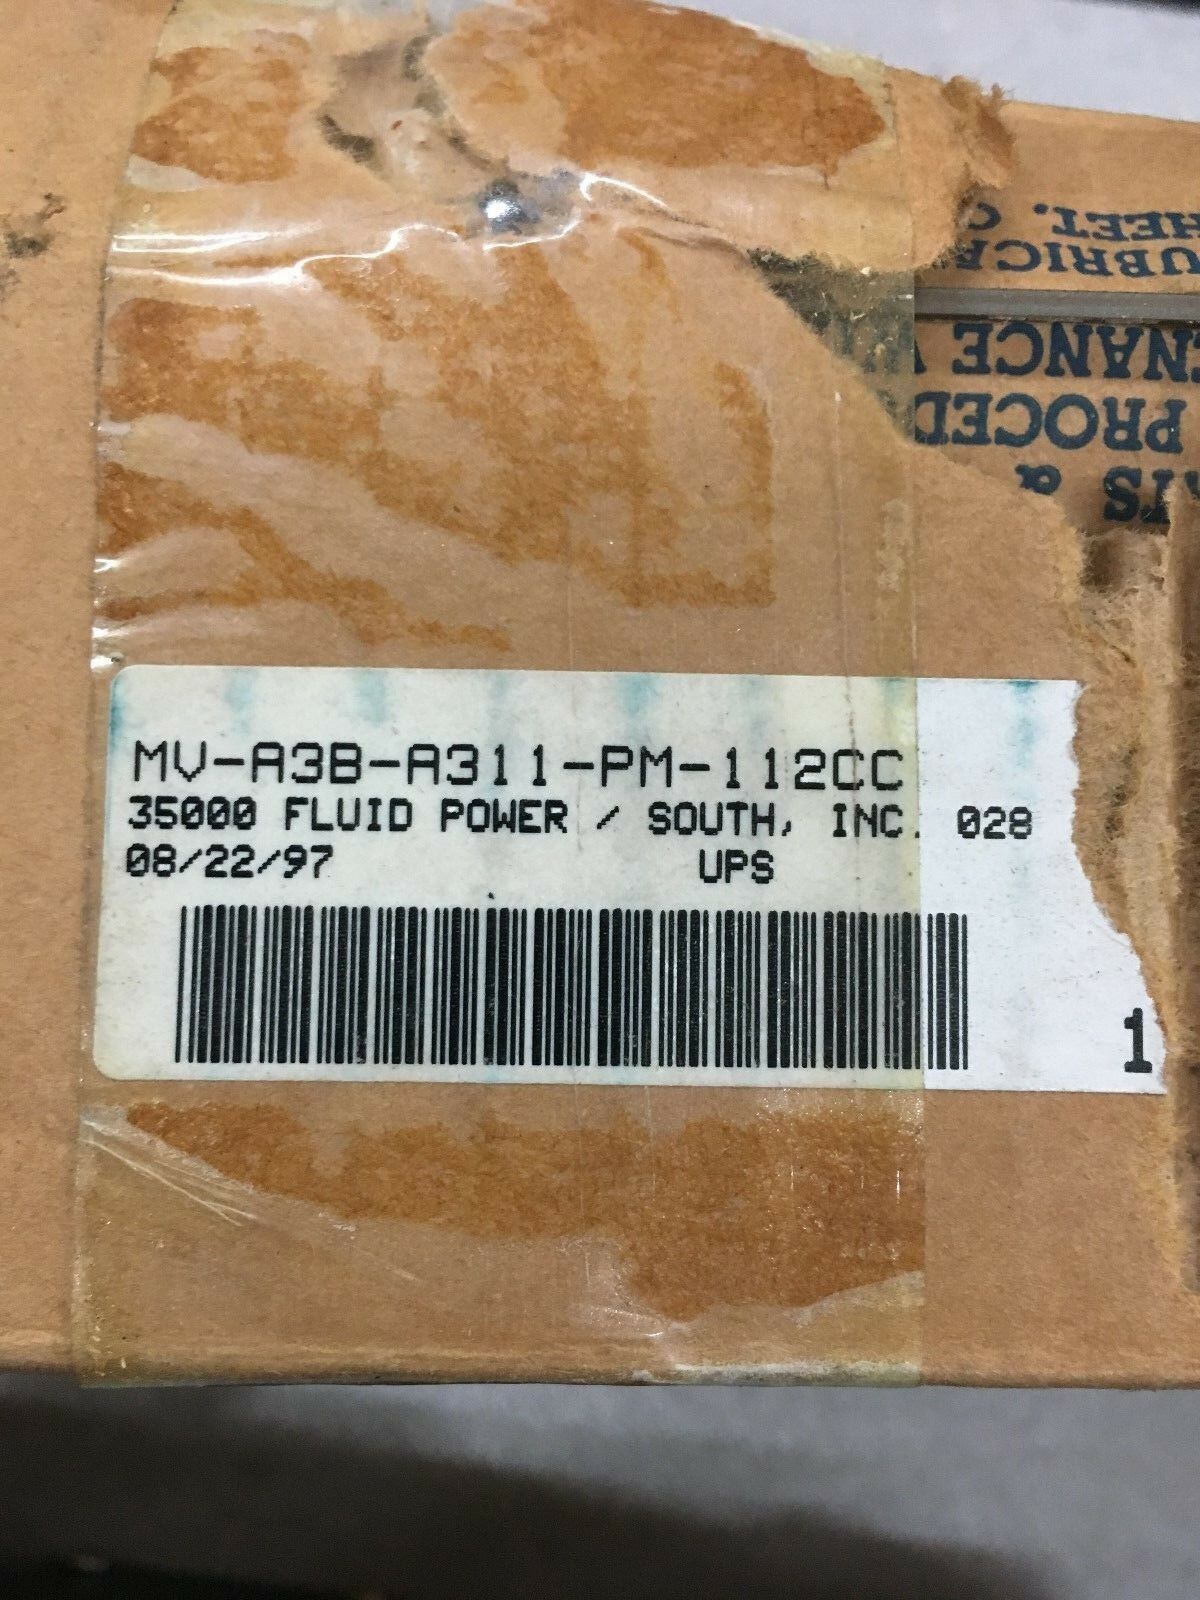 MV-A3B-A311-PM-112CC
35000 FLUID POWER / SOUTH, INC. 028
08/22/97 UPS
1
&